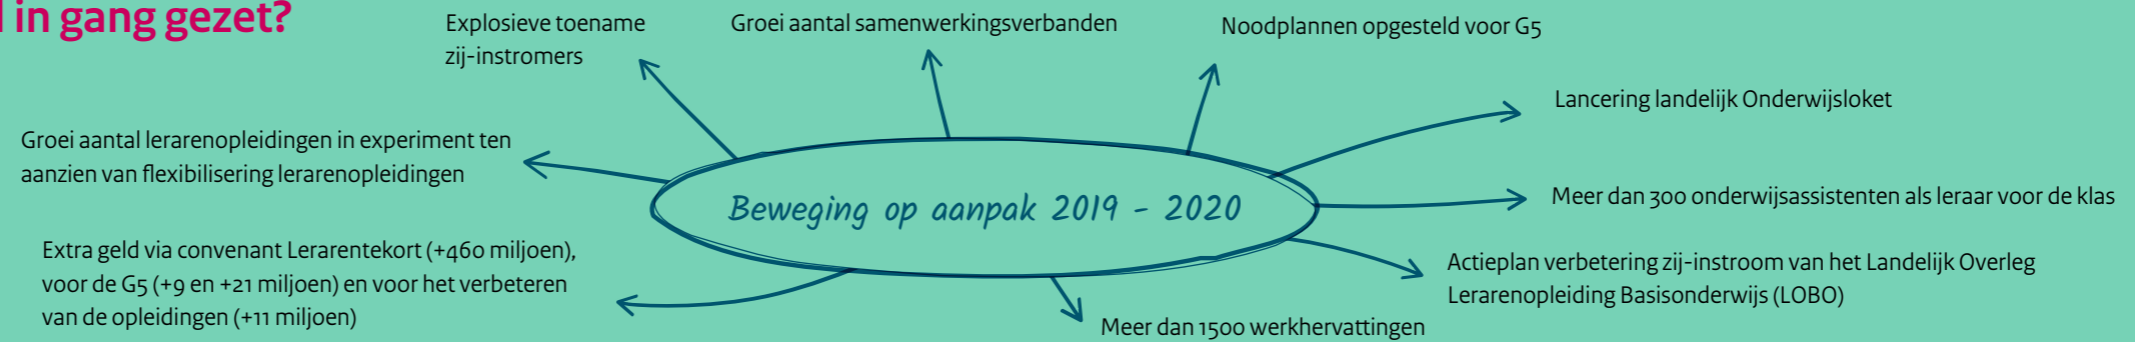 in gang gezet?
Explosieve toename
zij-instromers
Groei aantal samenwerkingsverbanden
Noodplannen opgesteld voor G5
Lancering landelijk Onderwijsloket
Groei aantal lerarenopleidingen in experiment ten
aanzien van flexibilisering lerarenopleidingen
Beweging op aanpak 2019 - 2020
Meer dan 300 onderwijsassistenten als leraar voor de klas
Extra geld via convenant Lerarentekort (+460 miljoen),
voor de G5 (+9 en +21 miljoen) en voor het verbeteren
van de opleidingen (+11 miljoen)
Actieplan verbetering zij-instroom van het Landelijk Overleg
Lerarenopleiding Basisonderwijs (LOBO)
Meer dan 1500 werkhervattingen